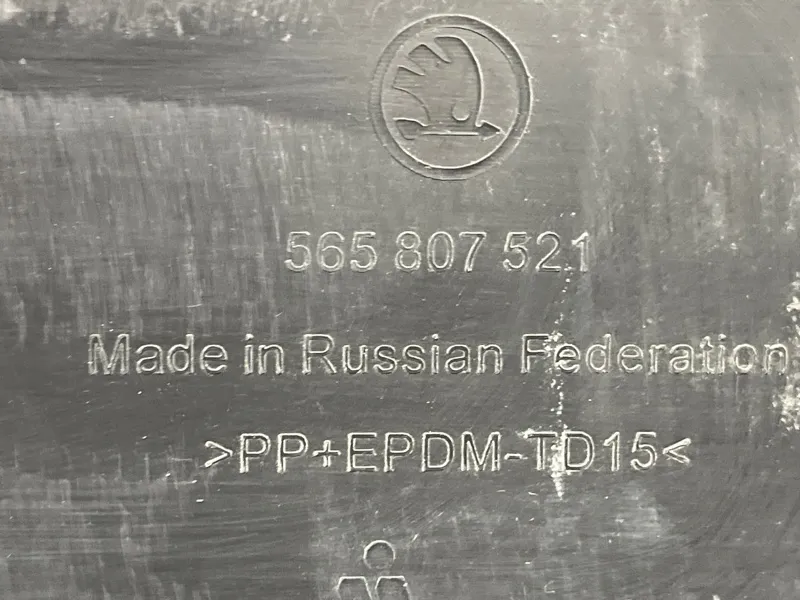 565 807 521
Made in Russian Federation
>PP+EPDM-TD15<